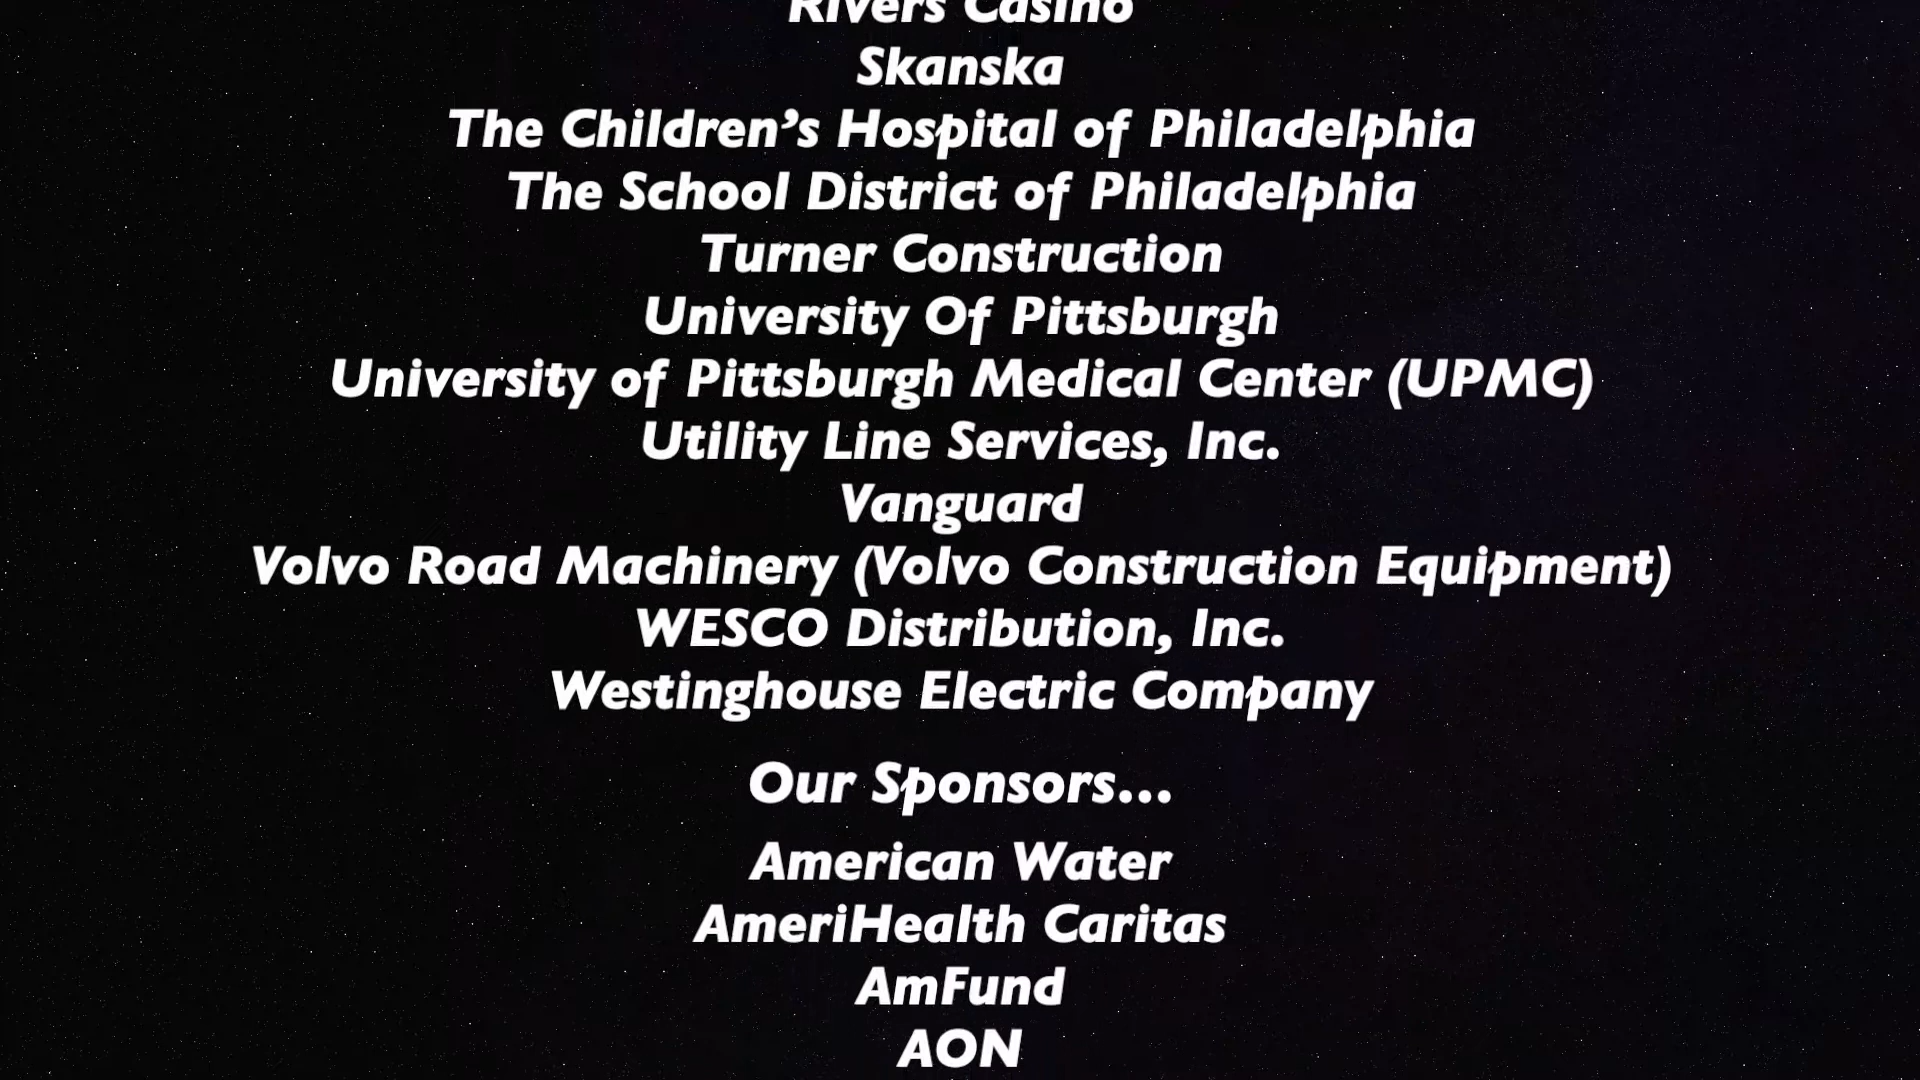 Rivers Casino
Skanska
The Children’s Hospital of Philadelphia
The School District of Philadelphia
Turner Construction
University Of Pittsburgh
University of Pittsburgh Medical Center (UPMC)
Utility Line Services, Inc.
Vanguard
Volvo Road Machinery (Volvo Construction Equipment)
WESCO Distribution, Inc.
Westinghouse Electric Company
Our Sponsors...
American Water
AmeriHealth Caritas
AmFund
AON